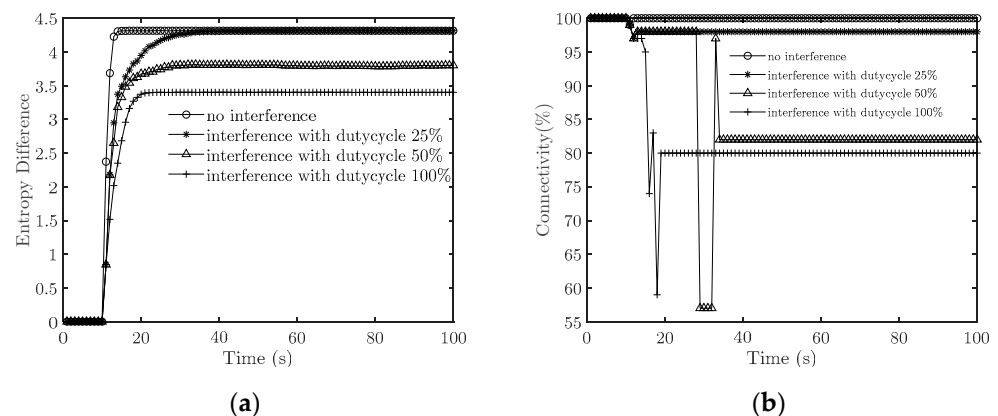 4.5
4
3.5
3
2.5
2
1.5
1
0.5
0
0
20
40
60
80
100
Entropy Difference
Time (s)
no interference
interference with dutycycle 25%
interference with dutycycle 50%
interference with dutycycle 100%
(a)
100
95
90
85
80
75
70
65
60
55
0
20
40
60
80
100
Connectivity(%)
Time (s)
no interference
interference with dutycycle 25%
interference with dutycycle 50%
interference with dutycycle 100%
(b)